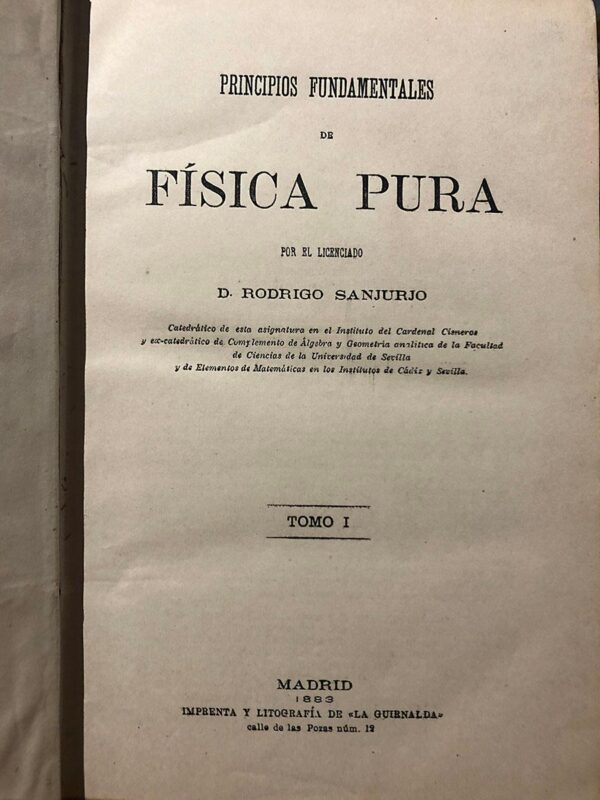 PRINCIPIOS FUNDAMENTALES
DE
FÍSICA PURA
POR EL LICENCIADO
D. RODRIGO SANJURJO
Catedrático de esta asignatura en el Instituto del Cardenal Cisneros
y ex-catedrático de Complemento de Álgebra y Geometría analítica de la Facultad
de Ciencias de la Universidad de Sevilla
y de Elementos de Matemáticas en los Institutos de Cádiz y Sevilla.
TOMO I
MADRID
1883
IMPRENTA Y LITOGRAFÍA DE «LA GUIRNALDA»
calle de las Pozas núm. 12